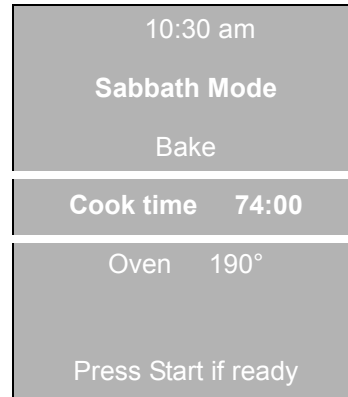 10:30 am
Sabbath Mode
Bake
Cook time 74:00
Oven 190°
Press Start if ready